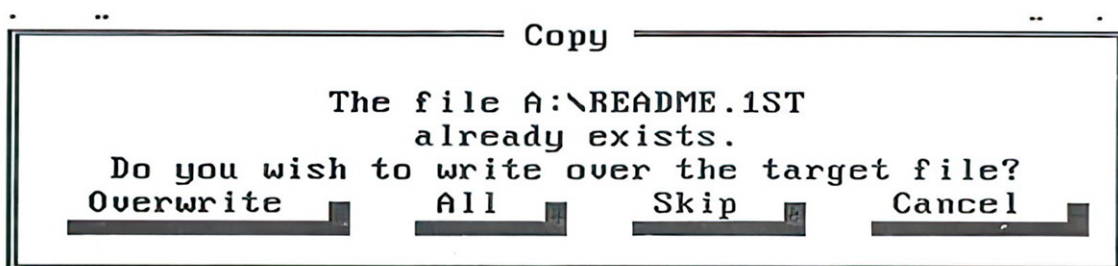 Copy
The file A:\README.1ST
already exists.
Do you wish to write over the target file?
Overwrite All Skip Cancel